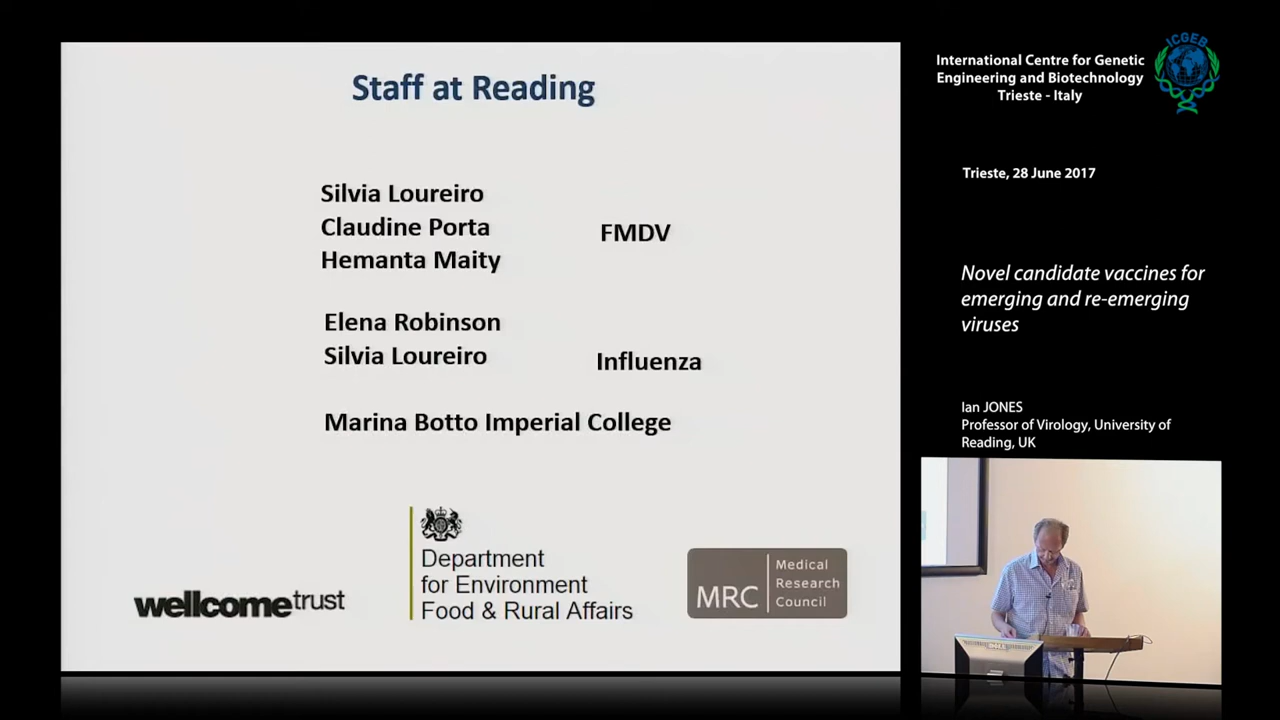 Staff at Reading
Silvia Loureiro
Claudine Porta
Hemanta Maity
FMDV
Elena Robinson
Silvia Loureiro
Influenza
Marina Botto Imperial College
wellcometrust
Department
for Environment
Food & Rural Affairs
MRC
Medical
Research
Council
International Centre for Genetic
Engineering and Biotechnology
Trieste - Italy
ICGEB
Trieste, 28 June 2017
Novel candidate vaccines for
emerging and re-emerging
viruses
Ian JONES
Professor of Virology, University of
Reading, UK